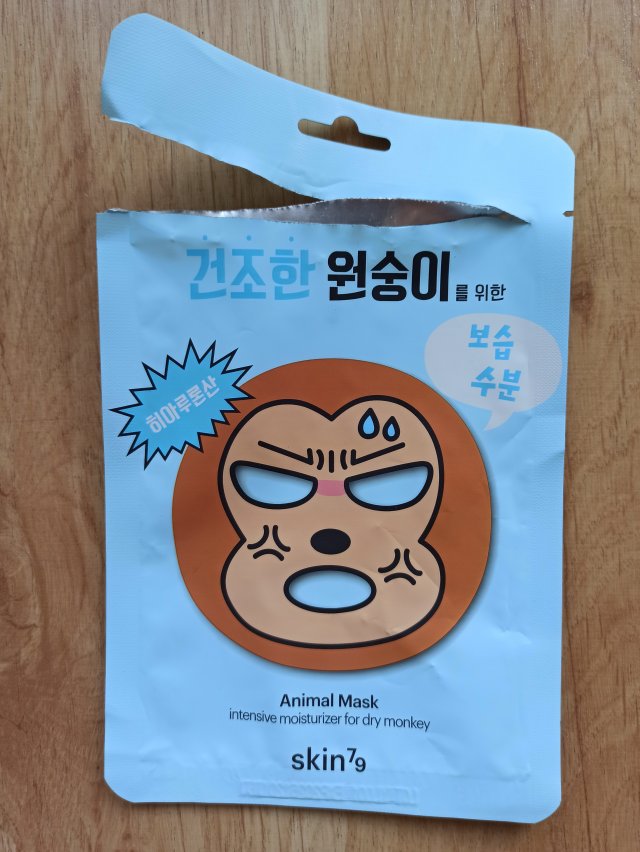 건조한 원숭이를 위한
보습
수분
히아루론산
Animal Mask
intensive moisturizer for dry monkey
skin79